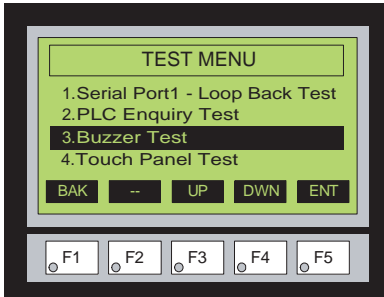 TEST MENU
1.Serial Port1 - Loop Back Test
2.PLC Enquiry Test
3.Buzzer Test
4.Touch Panel Test
BAK -- UP DWN ENT
F1 F2 F3 F4 F5